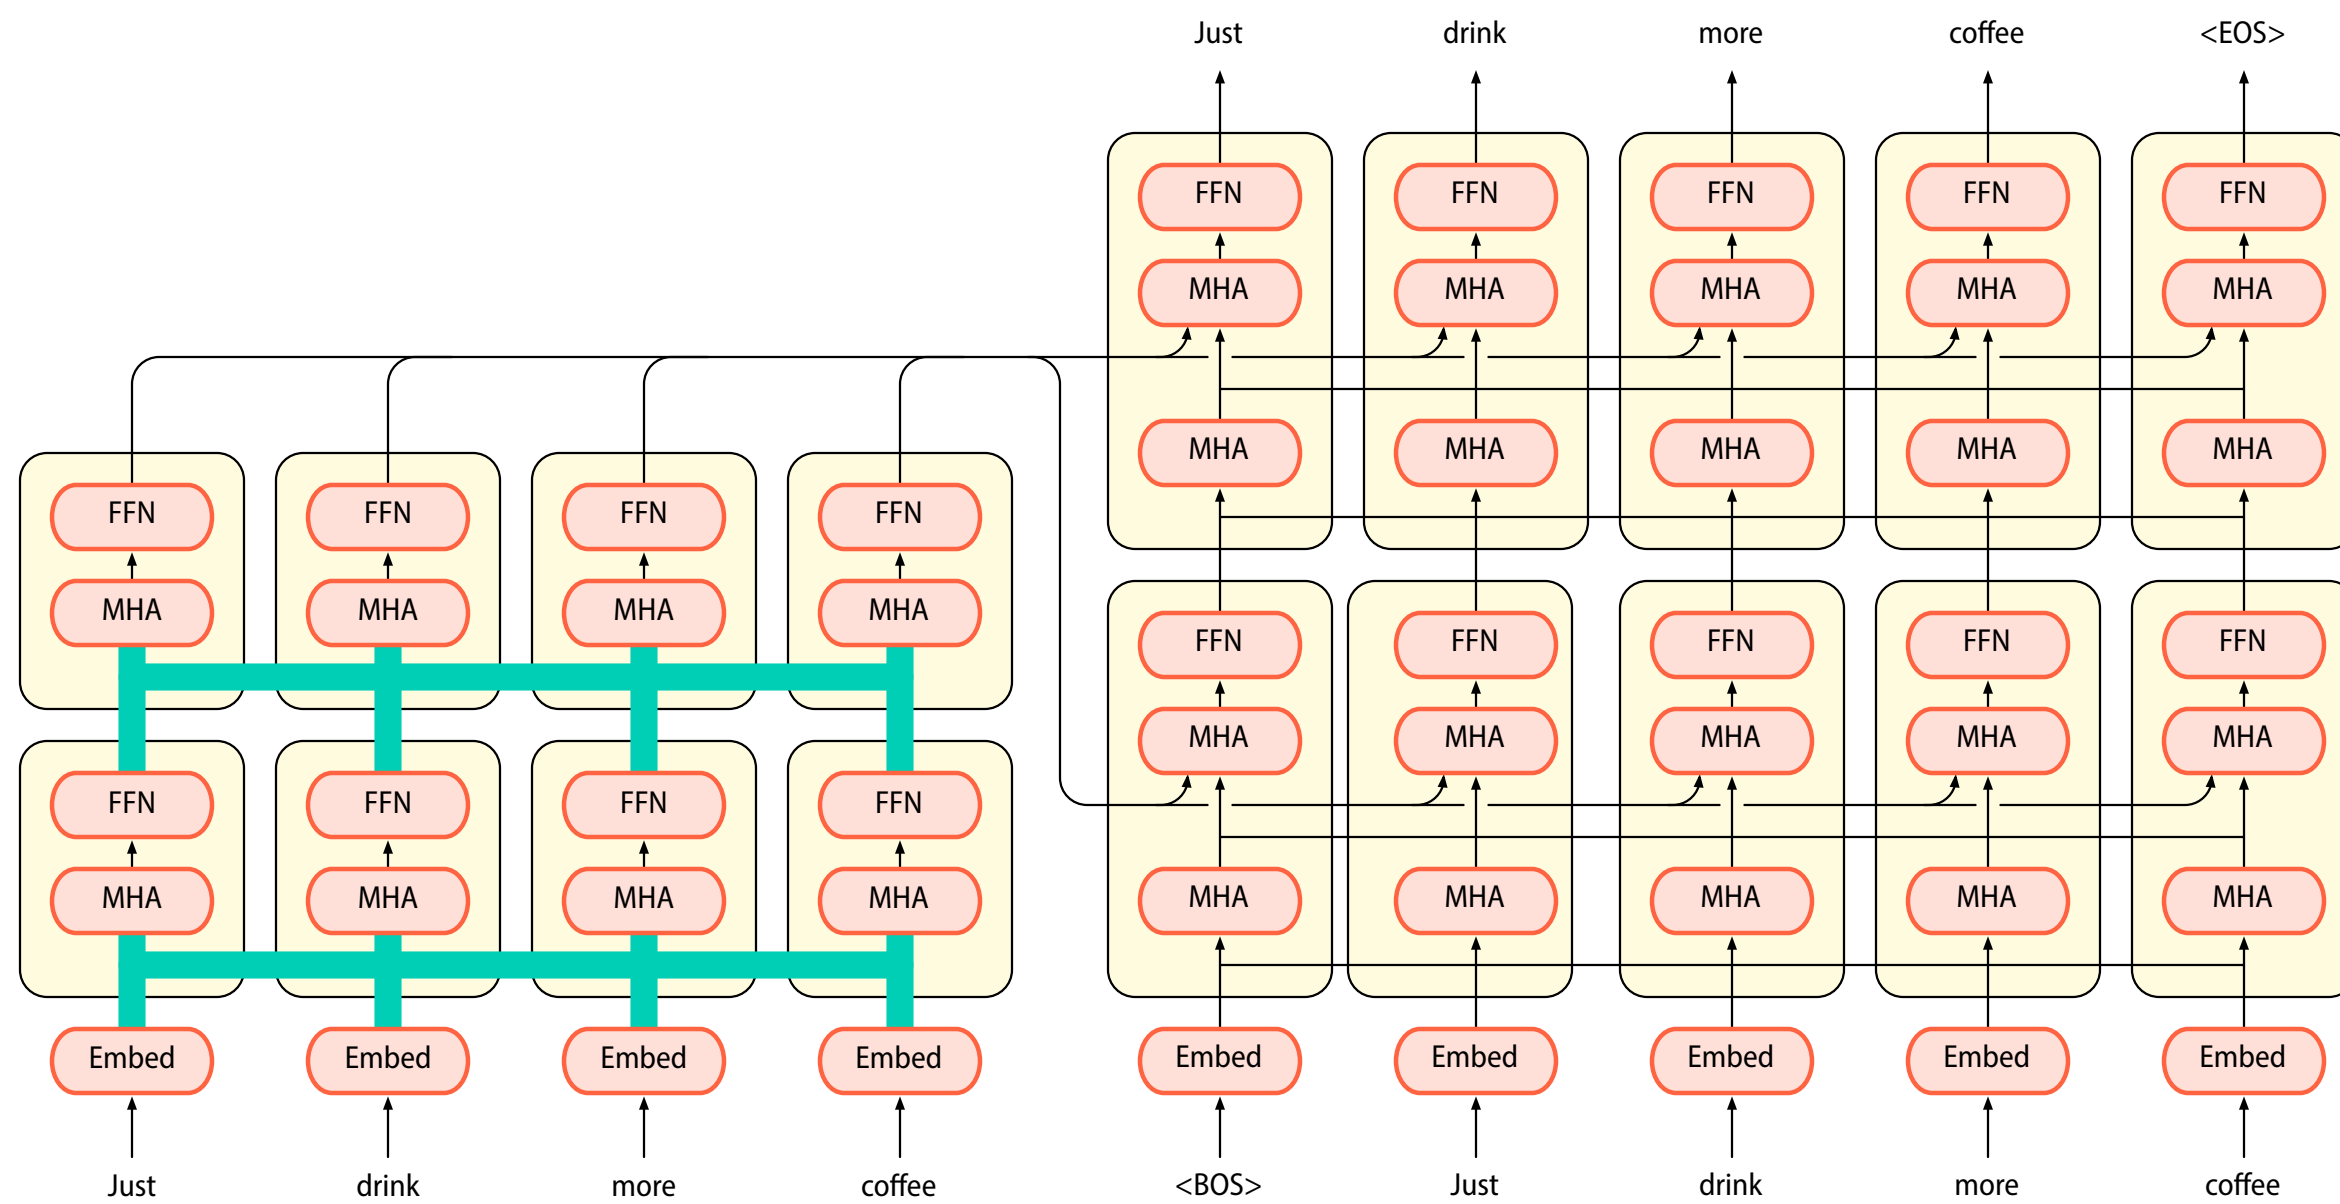 Just drink more coffee <EOS>
FFN FFN FFN FFN FFN
MHA MHA MHA MHA MHA
MHA MHA MHA MHA MHA
FFN FFN FFN FFN
MHA MHA MHA MHA
FFN FFN FFN FFN FFN
MHA MHA MHA MHA MHA
FFN FFN FFN FFN
MHA MHA MHA MHA MHA MHA MHA MHA MHA
Embed Embed Embed Embed Embed Embed Embed Embed Embed
Just drink more coffee <BOS> Just drink more coffee